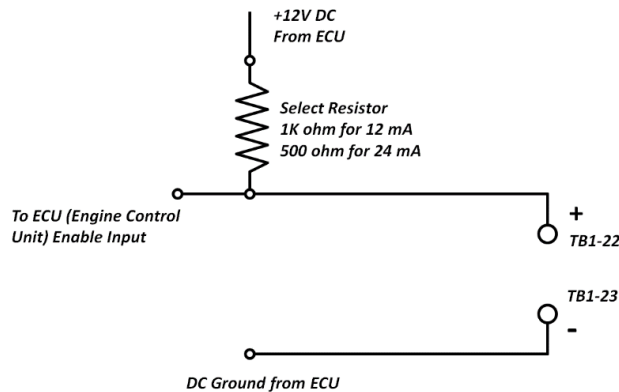 +12V DC
From ECU
Select Resistor
1K ohm for 12 mA
500 ohm for 24 mA
To ECU (Engine Control
Unit) Enable Input
+
TB1-22
TB1-23
-
DC Ground from ECU